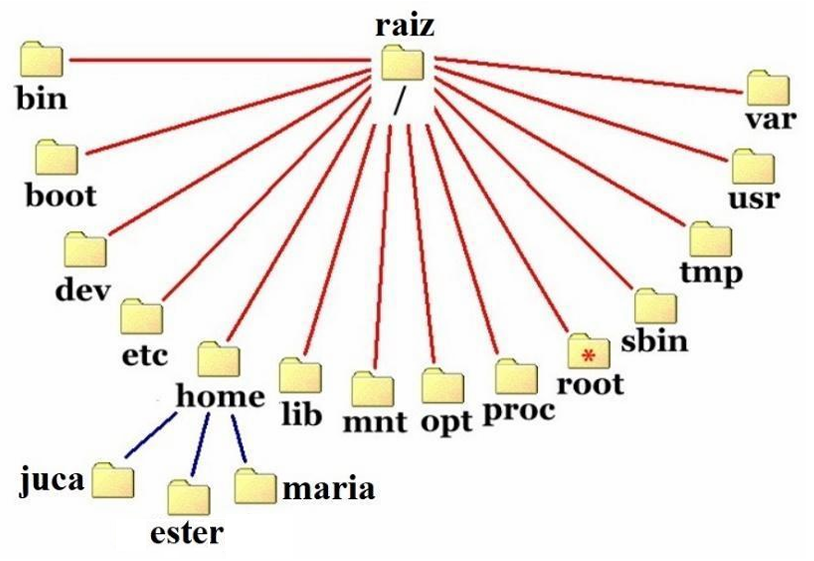 raiz
/
bin
var
boot
usr
dev
tmp
etc
sbin
home
lib
mnt
opt
proc
*
root
juca
ester
maria